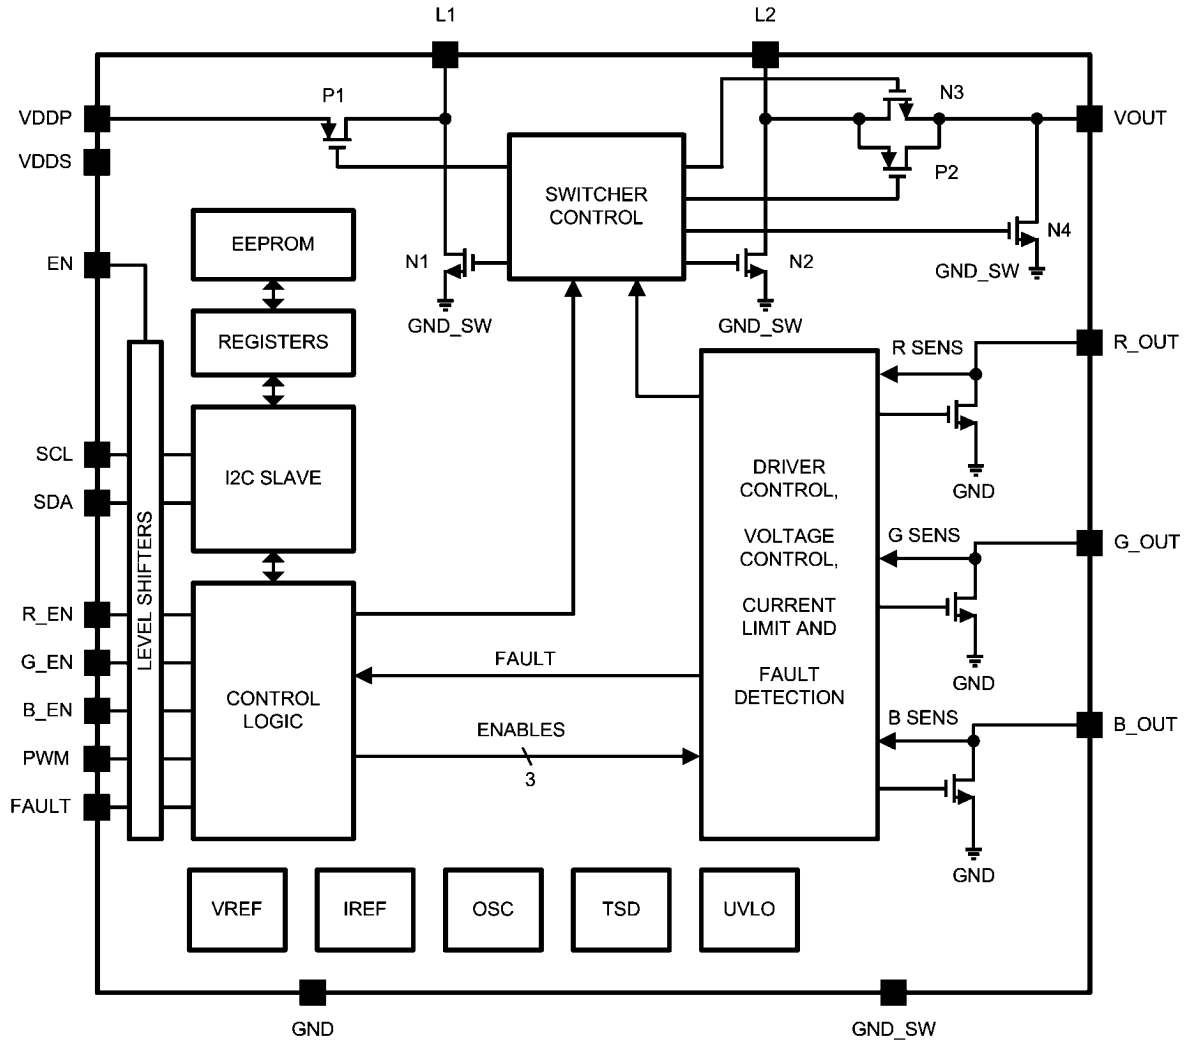 L1
L2
P1
N3
VDDP
VOUT
VDDS
P2
SWITCHER
CONTROL
EEPROM
N4
EN
N1
N2
GND_SW
GND_SW
GND_SW
REGISTERS
R SENS
R_OUT
SCL
I2C SLAVE
DRIVER
CONTROL,
GND
SDA
LEVEL SHIFTERS
VOLTAGE
CONTROL,
G SENS
G_OUT
R_EN
CURRENT
LIMIT AND
G_EN
FAULT
FAULT
DETECTION
GND
B_EN
CONTROL
LOGIC
B SENS
B_OUT
PWM
ENABLES
3
FAULT
GND
VREF
IREF
OSC
TSD
UVLO
GND
GND_SW